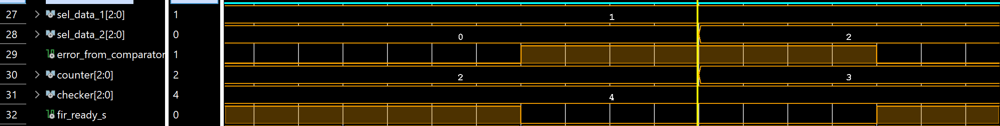 27 sel_data_1[2:0] 1 1
28 sel_data_2[2:0] 0 0 2
29 error_from_comparator 1
30 counter[2:0] 2 2 3
31 checker[2:0] 4 4
32 fir_ready_s 0